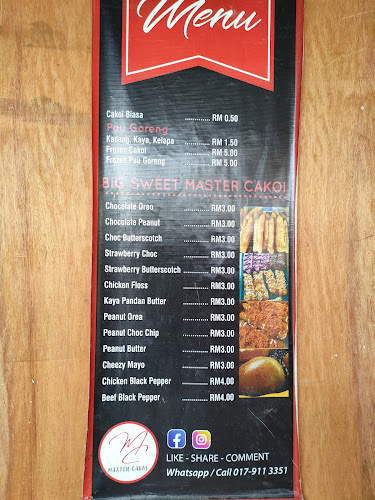 Menu
Cakoi Biasa ............ RM 0.50
Pau Goreng
Kacang, Kaya, Kelapa ............ RM 1.50
Frozen Cakoi ............ RM 5.00
Frozen Pau Goreng ............ RM 5.00
BIG SWEET MASTER CAKOI
Chocolate Oreo ............ RM3.00
Chocolate Peanut ............ RM3.00
Choc Butterscotch ............ RM3.00
Strawberry Choc ............ RM3.00
Strawberry Butterscotch ............ RM3.00
Chicken Floss ............ RM3.00
Kaya Pandan Butter ............ RM3.00
Peanut Orea ............ RM3.00
Peanut Choc Chip ............ RM3.00
Peanut Butter ............ RM3.00
Cheezy Mayo ............ RM3.00
Chicken Black Pepper ............ RM4.00
Beef Black Pepper ............ RM4.00
MC
MASTER CAKOI
LIKE - SHARE - COMMENT
Whatsapp / Call 017-911 3351